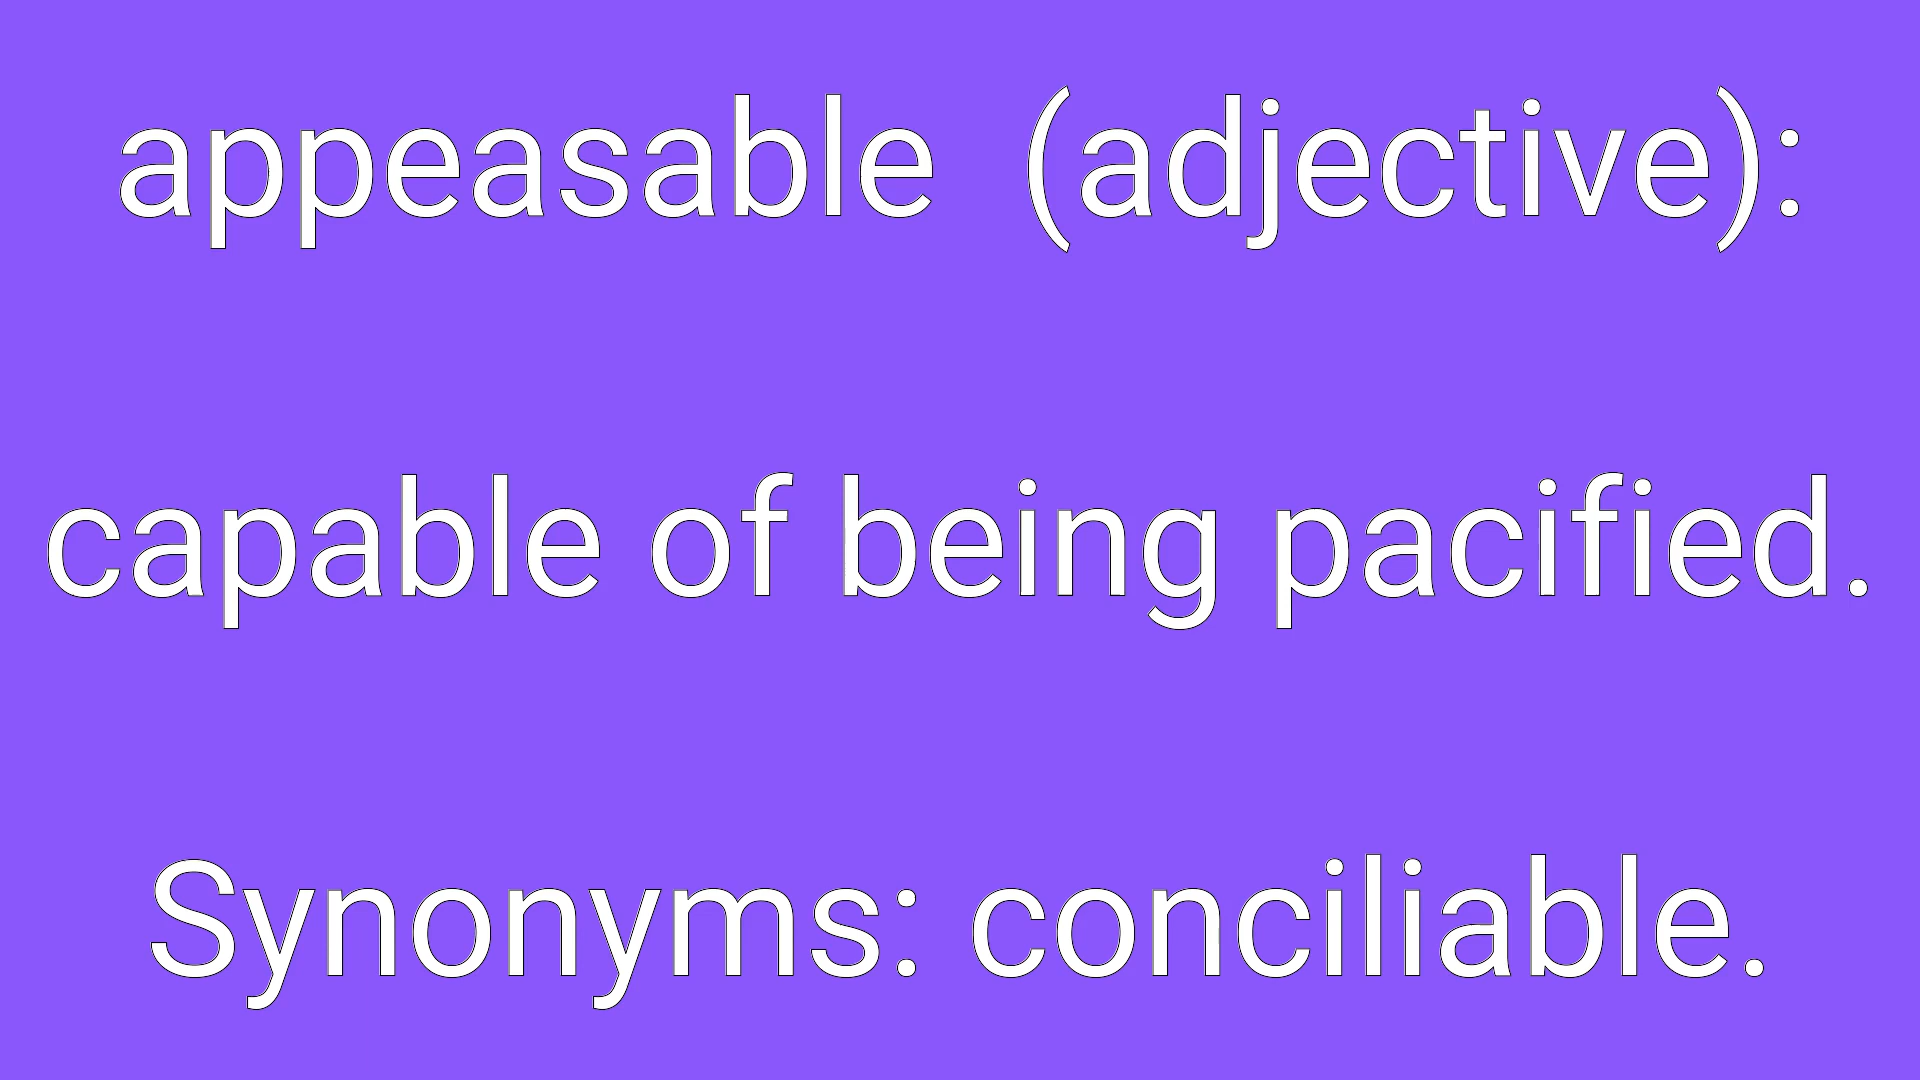 appeasable (adjective):
capable of being pacified.
Synonyms: conciliable.